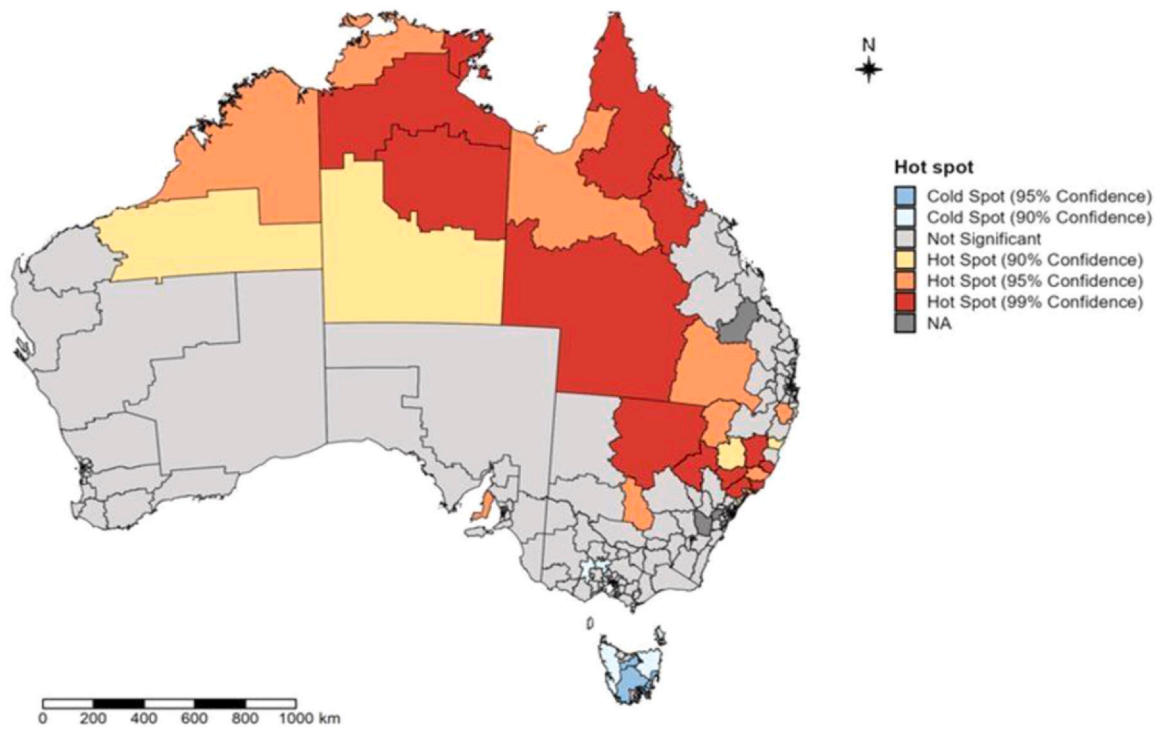 N
Hot spot
Cold Spot (95% Confidence)
Cold Spot (90% Confidence)
Not Significant
Hot Spot (90% Confidence)
Hot Spot (95% Confidence)
Hot Spot (99% Confidence)
NA
0 200 400 600 800 1000 km